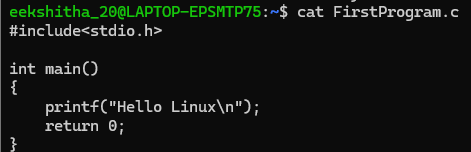 eekshitha_20@LAPTOP-EPSMTP75:~$ cat FirstProgram.c
#include<stdio.h>

int main()
{
    printf("Hello Linux\n");
    return 0;
}